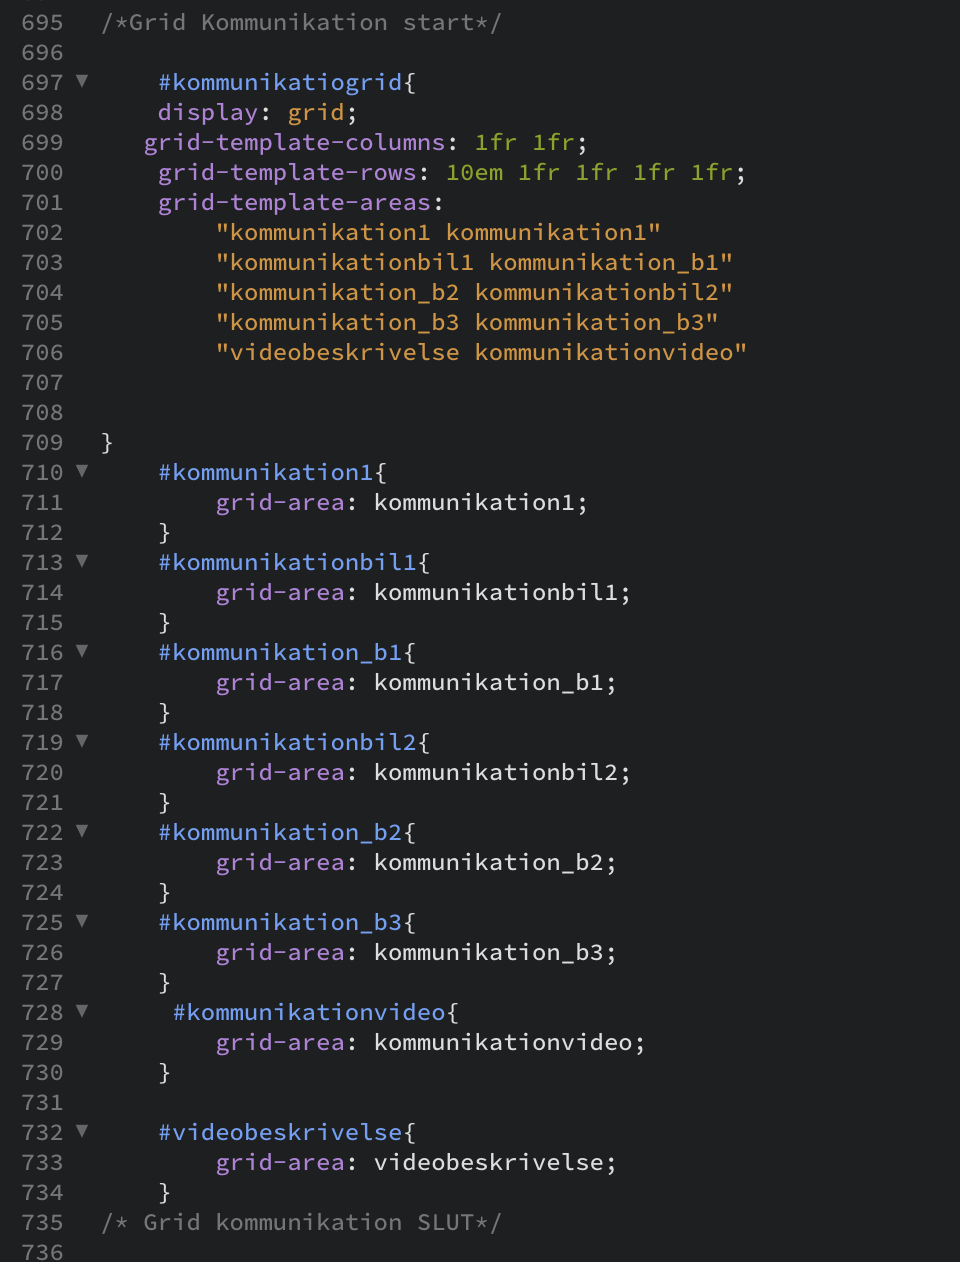 695 /*Grid Kommunikation start*/
696
697 ▼ #kommunikatiogrid{
698 display: grid;
699 grid-template-columns: 1fr 1fr;
700 grid-template-rows: 10em 1fr 1fr 1fr 1fr;
701 grid-template-areas:
702 "kommunikation1 kommunikation1"
703 "kommunikationbil1 kommunikation_b1"
704 "kommunikation_b2 kommunikationbil2"
705 "kommunikation_b3 kommunikation_b3"
706 "videobeskrivelse kommunikationvideo"
707
708
709 }
710 ▼ #kommunikation1{
711 grid-area: kommunikation1;
712 }
713 ▼ #kommunikationbil1{
714 grid-area: kommunikationbil1;
715 }
716 ▼ #kommunikation_b1{
717 grid-area: kommunikation_b1;
718 }
719 ▼ #kommunikationbil2{
720 grid-area: kommunikationbil2;
721 }
722 ▼ #kommunikation_b2{
723 grid-area: kommunikation_b2;
724 }
725 ▼ #kommunikation_b3{
726 grid-area: kommunikation_b3;
727 }
728 ▼ #kommunikationvideo{
729 grid-area: kommunikationvideo;
730 }
731
732 ▼ #videobeskrivelse{
733 grid-area: videobeskrivelse;
734 }
735 /* Grid kommunikation SLUT*/
736